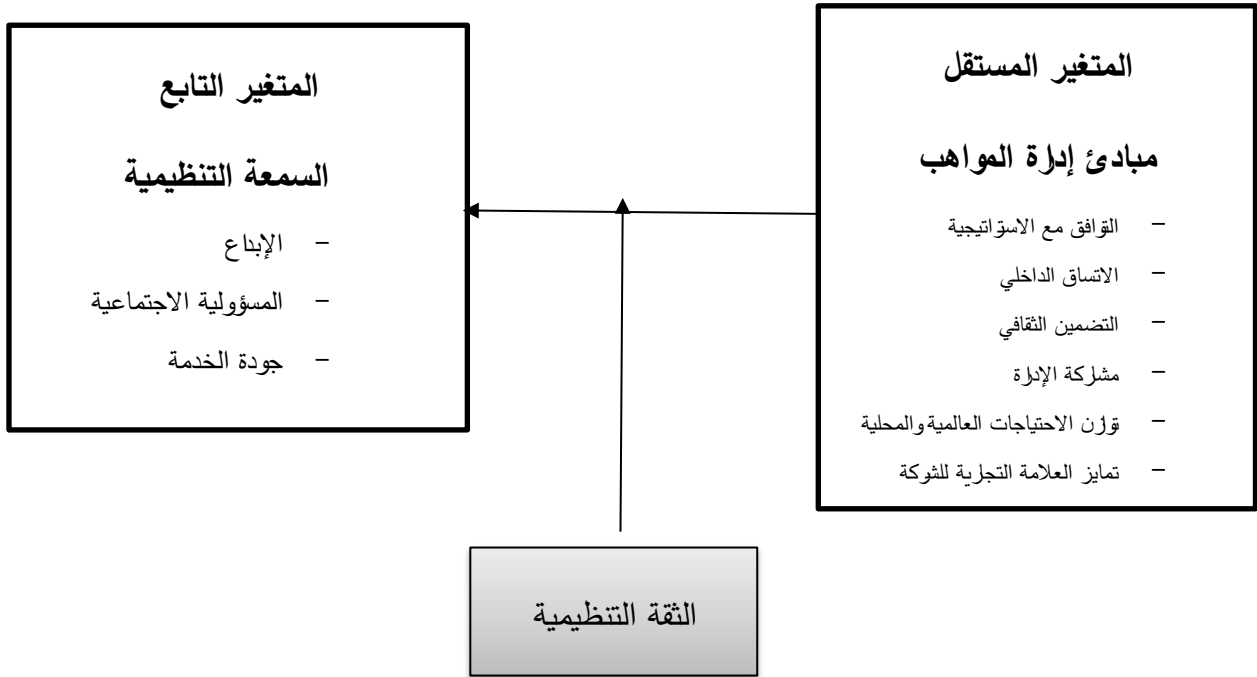 المتغير المستقل
مبادئ إدارة المواهب
– التوافق مع الاستراتيجية
– الاتساق الداخلي
– التضمين الثقافي
– مشاركة الإدارة
– توازن الاحتياجات العالمية والمحلية
– تمايز العلامة التجارية للشركة
المتغير التابع
السمعة التنظيمية
– الإبداع
– المسؤولية الاجتماعية
– جودة الخدمة
الثقة التنظيمية